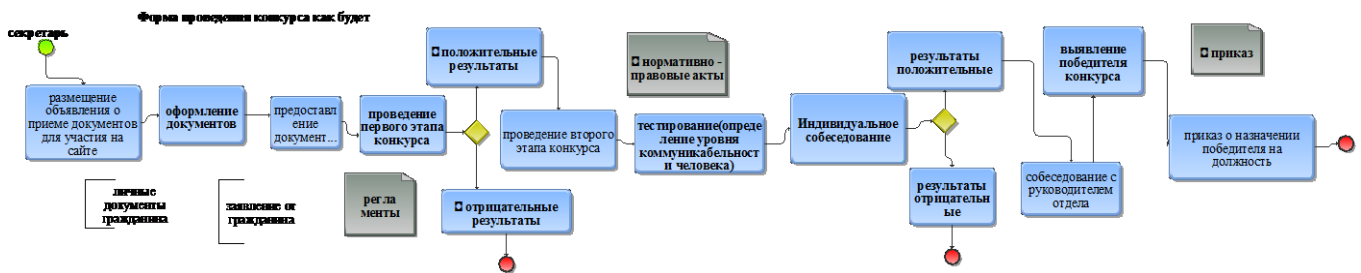 Форма проведения конкурса как будет
секретарь
размещение
объявления о
приеме документов
для участия на
сайте
оформление
документов
предоставл
ение
документ...
проведение
первого этапа
конкурса
положительные
результаты
отрицательные
результаты
проведение второго
этапа конкурса
нормативно -
правовые акты
тестирование(опреде
ление уровня
коммуникабельност
и человека)
Индивидуальное
собеседование
результаты
положительные
результаты
отрицательн
ые
собеседование с
руководителем
отдела
выявление
победителя
конкурса
приказ
приказ о назначении
победителя на
должность
личные
документы
гражданина
заявление от
гражданина
регла
менты